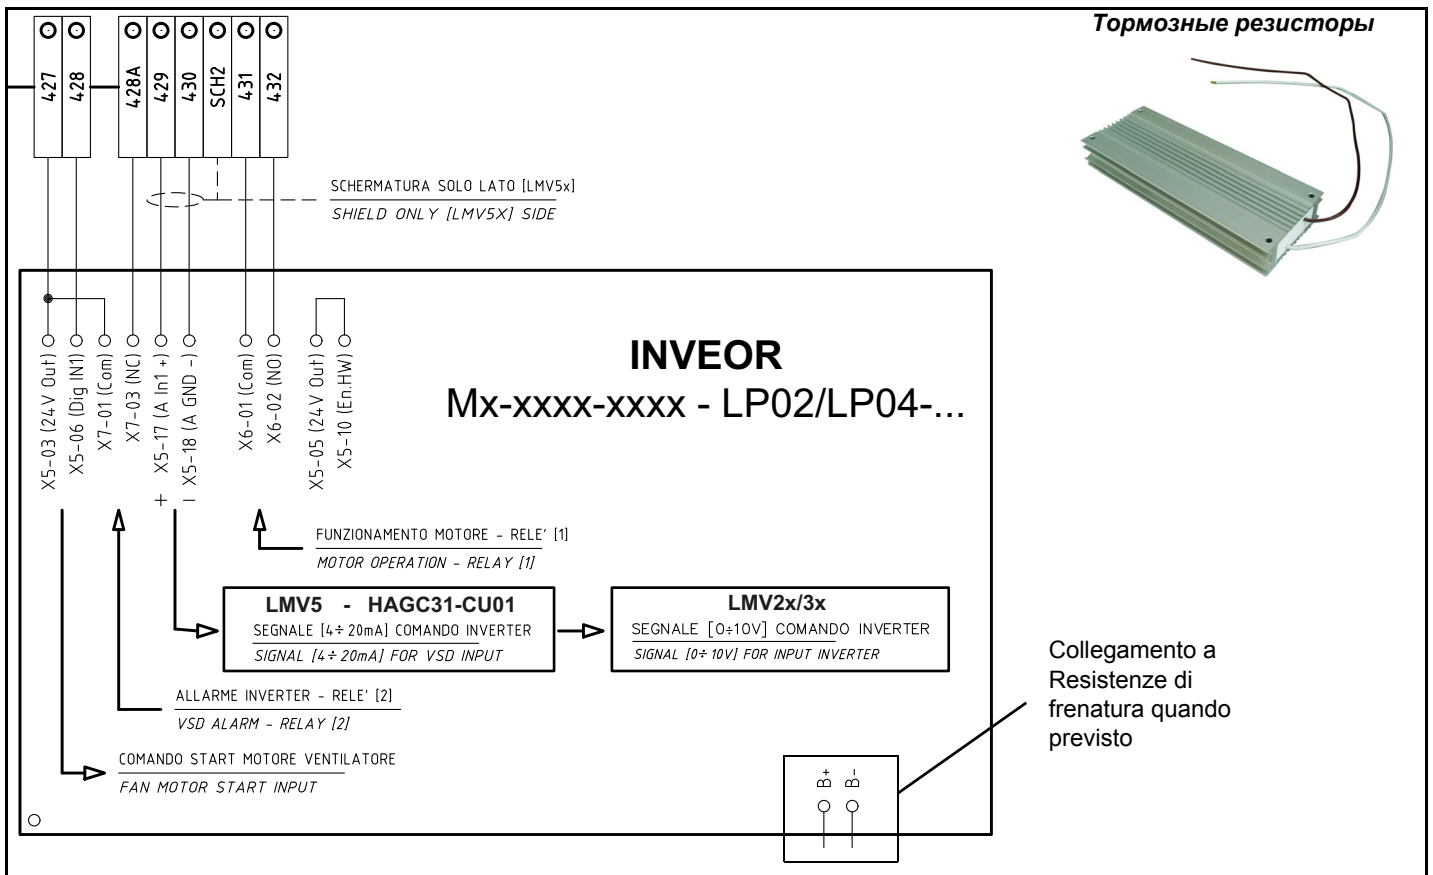 Тормозные резисторы
427
428
428A
429
430
SCH2
431
432
SCHERMATURA SOLO LATO [LMV5x]
SHIELD ONLY [LMV5X] SIDE
X5-03 (24V Out)
X5-06 (Dig IN1)
X7-01 (Com)
X7-03 (NC)
+ X5-17 (A In1 +)
- X5-18 (A GND -)
X6-01 (Com)
X6-02 (NO)
X5-05 (24V Out)
X5-10 (En.HW)
INVEOR
Mx-xxxx-xxxx - LP02/LP04-...
FUNZIONAMENTO MOTORE - RELE' [1]
MOTOR OPERATION - RELAY [1]
LMV5 - HAGC31-CU01
SEGNALE [4÷20mA] COMANDO INVERTER
SIGNAL [4÷20mA] FOR VSD INPUT
LMV2x/3x
SEGNALE [0÷10V] COMANDO INVERTER
SIGNAL [0÷10V] FOR INPUT INVERTER
ALLARME INVERTER - RELE' [2]
VSD ALARM - RELAY [2]
COMANDO START MOTORE VENTILATORE
FAN MOTOR START INPUT
B+
B-
Collegamento a
Resistenze di
frenatura quando
previsto